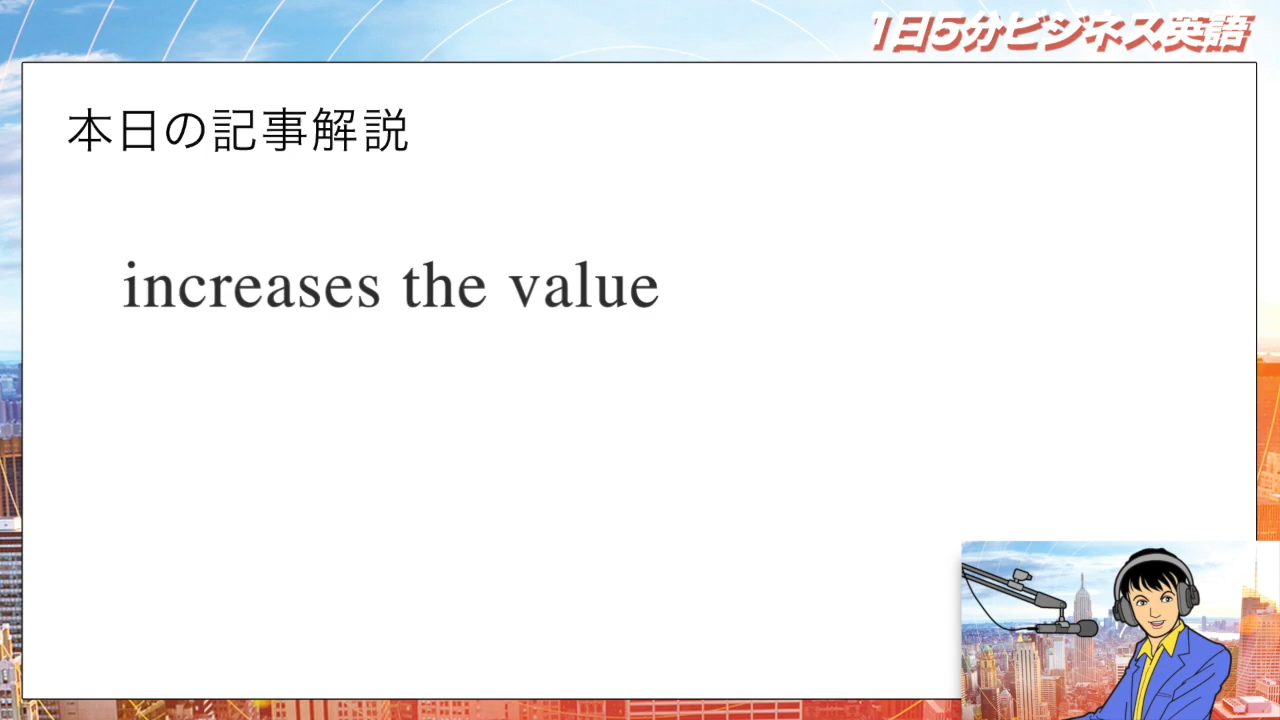 1日5分ビジネス英語
本日の記事解説
increases the value